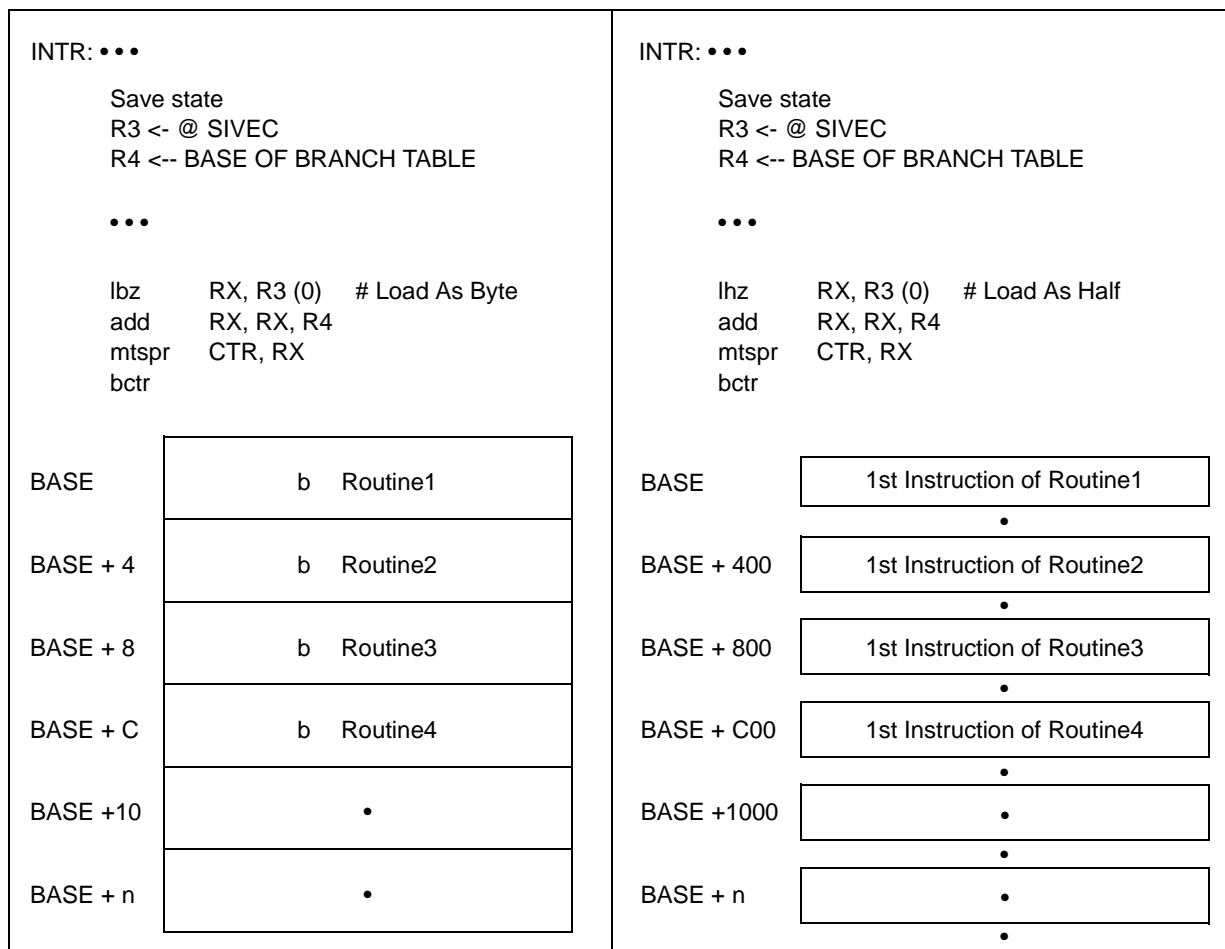 INTR: •••
Save state
R3 <- @ SIVEC
R4 <-- BASE OF BRANCH TABLE
•••
lbz RX, R3 (0) # Load As Byte
add RX, RX, R4
mtspr CTR, RX
bctr
BASE b Routine1
BASE + 4 b Routine2
BASE + 8 b Routine3
BASE + C b Routine4
BASE +10 •
BASE + n •
INTR: •••
Save state
R3 <- @ SIVEC
R4 <-- BASE OF BRANCH TABLE
•••
lhz RX, R3 (0) # Load As Half
add RX, RX, R4
mtspr CTR, RX
bctr
BASE 1st Instruction of Routine1
•
BASE + 400 1st Instruction of Routine2
•
BASE + 800 1st Instruction of Routine3
•
BASE + C00 1st Instruction of Routine4
•
BASE +1000 •
•
BASE + n •
•